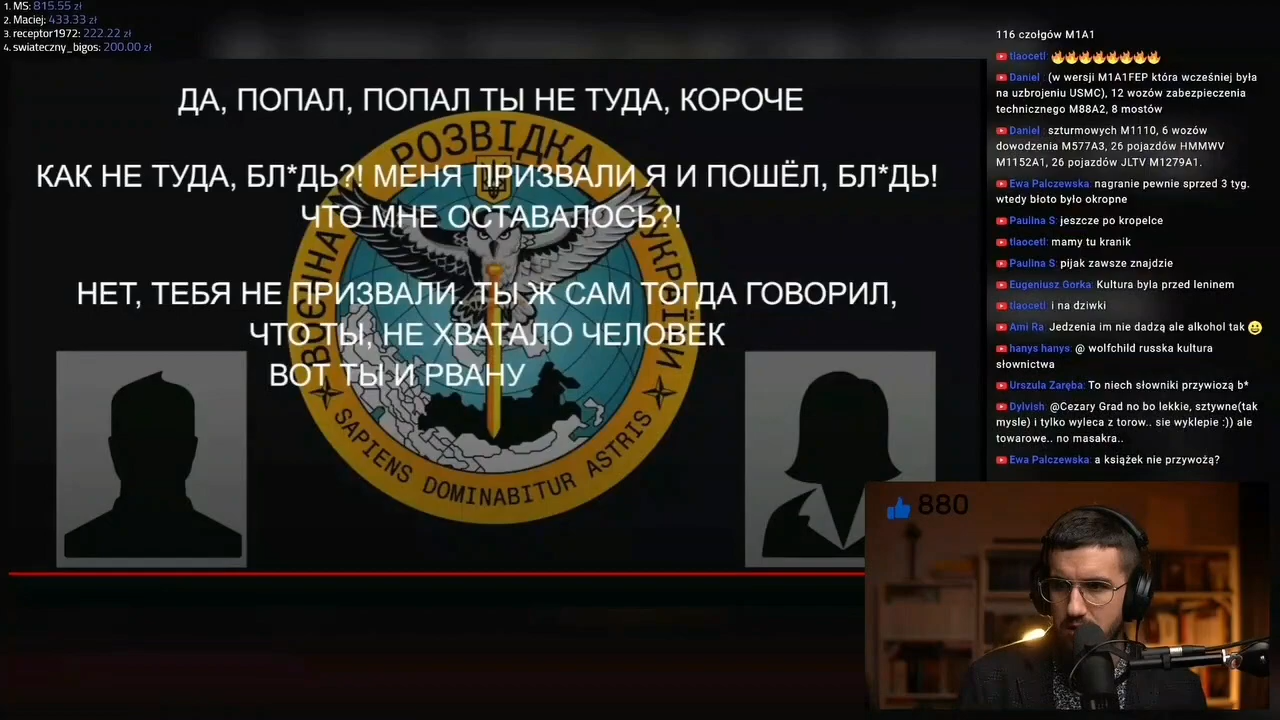 1. MS: 815.55 zł
2. Maciej: 433.33 zł
3. receptor1972: 222.22 zł
4. swiateczny_bigos: 200.00 zł
ДА, ПОПАЛ, ПОПАЛ ТЫ НЕ ТУДА, КОРОЧЕ
КАК НЕ ТУДА, БЛ*ДЬ?! МЕНЯ ПРИЗВАЛИ Я И ПОШЁЛ, БЛ*ДЬ!
ЧТО МНЕ ОСТАВАЛОСЬ?!
НЕТ, ТЕБЯ НЕ ПРИЗВАЛИ. ТЫ Ж САМ ТОГДА ГОВОРИЛ,
ЧТО ТЫ, НЕ ХВАТАЛО ЧЕЛОВЕК
ВОТ ТЫ И РВАНУ
ВОЄННА РОЗВІДКА УКРАЇНИ
SAPIENS DOMINABITUR ASTRIS
116 czołgów M1A1
tlaocetl: 🔥🔥🔥🔥🔥🔥🔥🔥
Daniel : (w wersji M1A1FEP która wcześniej była
na uzbrojeniu USMC), 12 wozów zabezpieczenia
technicznego M88A2, 8 mostów
Daniel : szturmowych M1110, 6 wozów
dowodzenia M577A3, 26 pojazdów HMMWV
M1152A1, 26 pojazdów JLTV M1279A1.
Ewa Palczewska: nagranie pewnie sprzed 3 tyg.
wtedy błoto było okropne
Paulina S: jeszcze po kropelce
tlaocetl: mamy tu kranik
Paulina S: pijak zawsze znajdzie
Eugeniusz Gorka: Kultura byla przed leninem
tlaocetl: i na dziwki
Ami Ra: Jedzenia im nie dadzą ale alkohol tak 😀
hanys hanys: @ wolfchild russka kultura
słownictwa
Urszula Zaręba: To niech słowniki przywiozą b*
Dylvish: @Cezary Grad no bo lekkie, sztywne(tak
mysle) i tylko wyleca z torow.. sie wyklepie :)) ale
towarowe.. no masakra..
Ewa Palczewska: a książek nie przywożą?
880